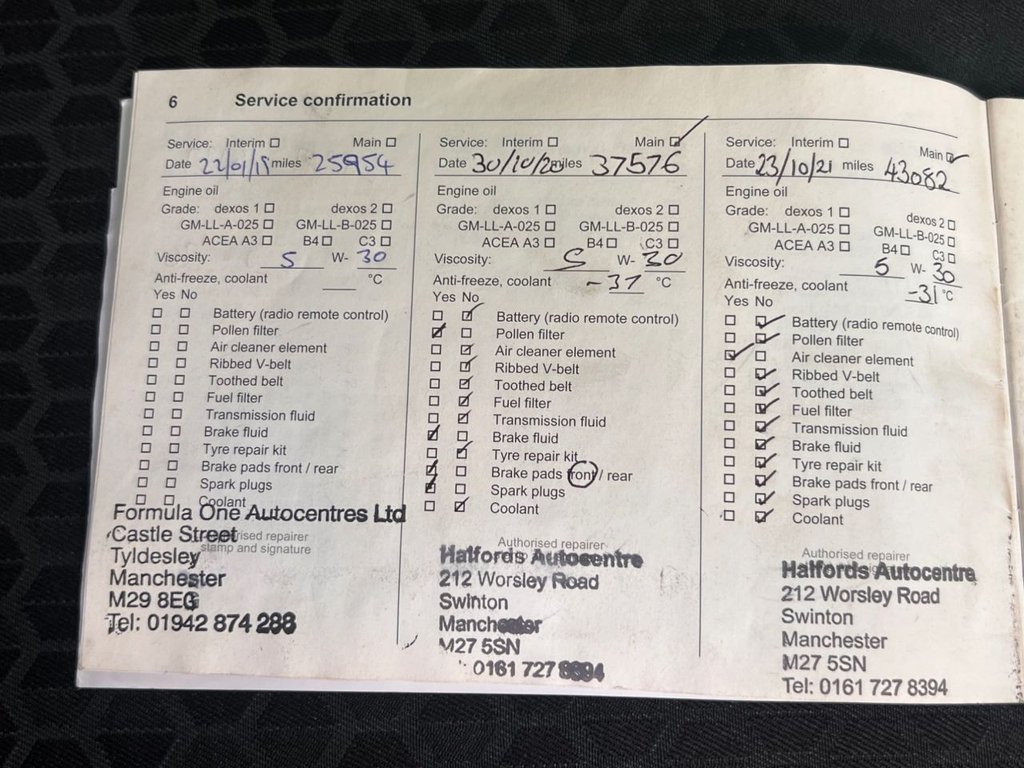 6 Service confirmation
Service: Interim Main
Date 22/01/19 miles 25954
Engine oil
Grade: dexos 1 dexos 2
GM-LL-A-025 GM-LL-B-025
ACEA A3 B4 C3
Viscosity: 5 W- 30
Anti-freeze, coolant °C
Yes No
Battery (radio remote control)
Pollen filter
Air cleaner element
Ribbed V-belt
Toothed belt
Fuel filter
Transmission fluid
Brake fluid
Tyre repair kit
Brake pads front / rear
Spark plugs
Coolant
Formula One Autocentres Ltd
Castle Street
stamp and signature
Tyldesley
Manchester
M29 8EG
Tel: 01942 874 288
Service: Interim Main
Date 30/10/20 miles 37576
Engine oil
Grade: dexos 1 dexos 2
GM-LL-A-025 GM-LL-B-025
ACEA A3 B4 C3
Viscosity: 5 W- 30
Anti-freeze, coolant -37 °C
Yes No
Battery (radio remote control)
Pollen filter
Air cleaner element
Ribbed V-belt
Toothed belt
Fuel filter
Transmission fluid
Brake fluid
Tyre repair kit
Brake pads front / rear
Spark plugs
Coolant
Authorised repairer
Halfords Autocentre
212 Worsley Road
Swinton
Manchester
M27 5SN
0161 727 8394
Service: Interim Main
Date 23/10/21 miles 43082
Engine oil
Grade: dexos 1 dexos 2
GM-LL-A-025 GM-LL-B-025
ACEA A3 B4 C3
Viscosity: 5 W- 30
Anti-freeze, coolant -31 °C
Yes No
Battery (radio remote control)
Pollen filter
Air cleaner element
Ribbed V-belt
Toothed belt
Fuel filter
Transmission fluid
Brake fluid
Tyre repair kit
Brake pads front / rear
Spark plugs
Coolant
Authorised repairer
Halfords Autocentre
212 Worsley Road
Swinton
Manchester
M27 5SN
Tel: 0161 727 8394